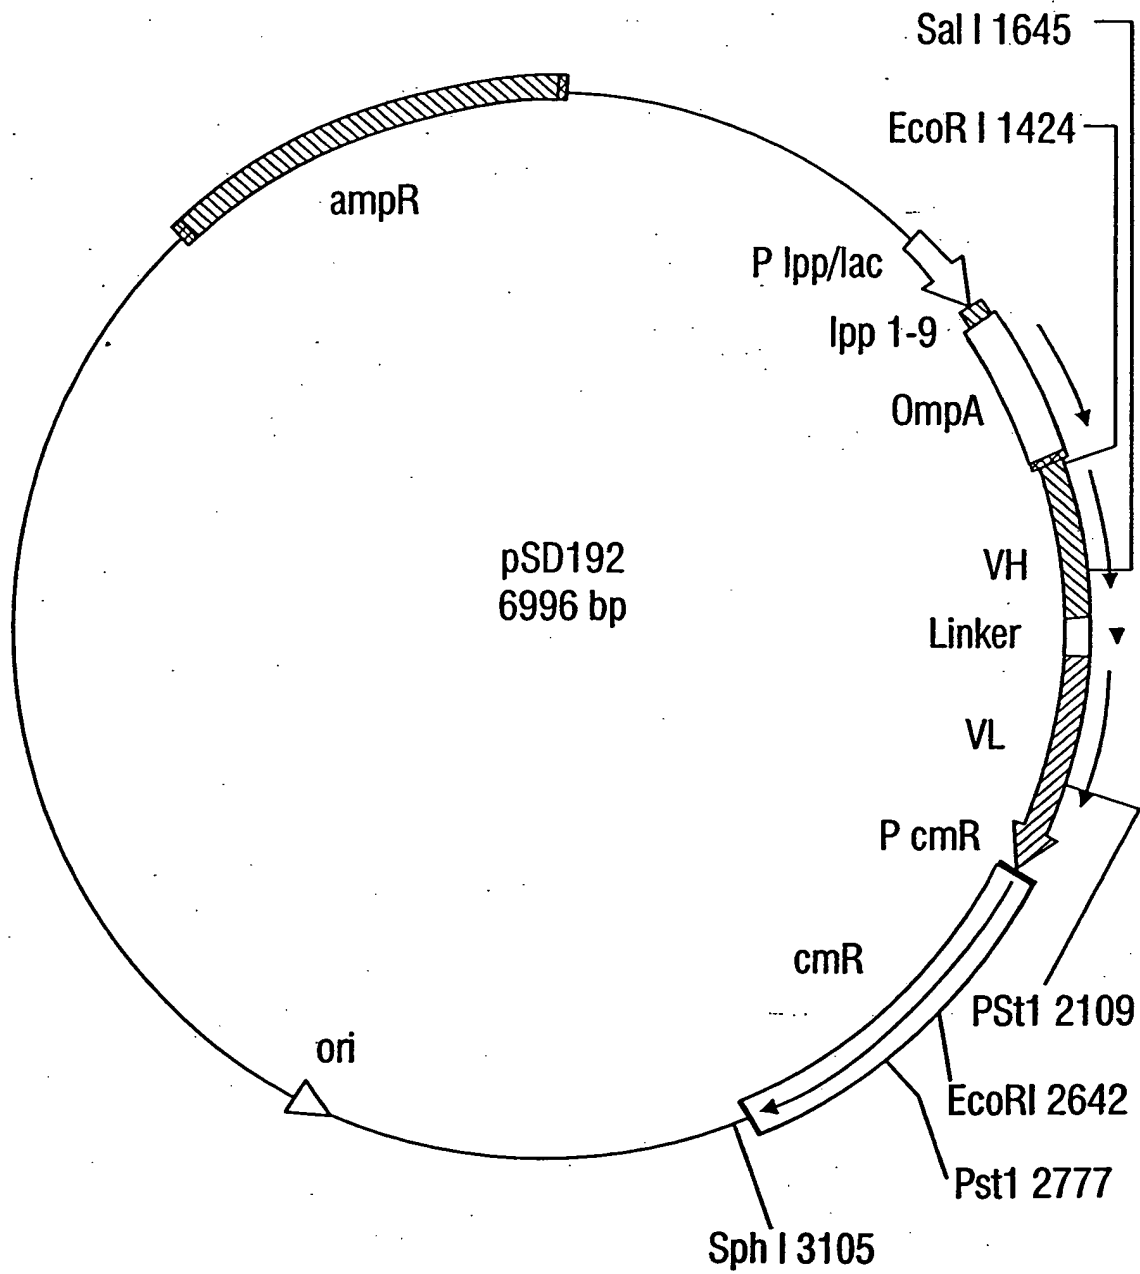 Sal I 1645
EcoR I 1424
ampR
P lpp/lac
lpp 1-9
OmpA
pSD192
6996 bp
VH
Linker
VL
P cmR
cmR
PSt1 2109
ori
EcoRI 2642
Pst1 2777
Sph I 3105